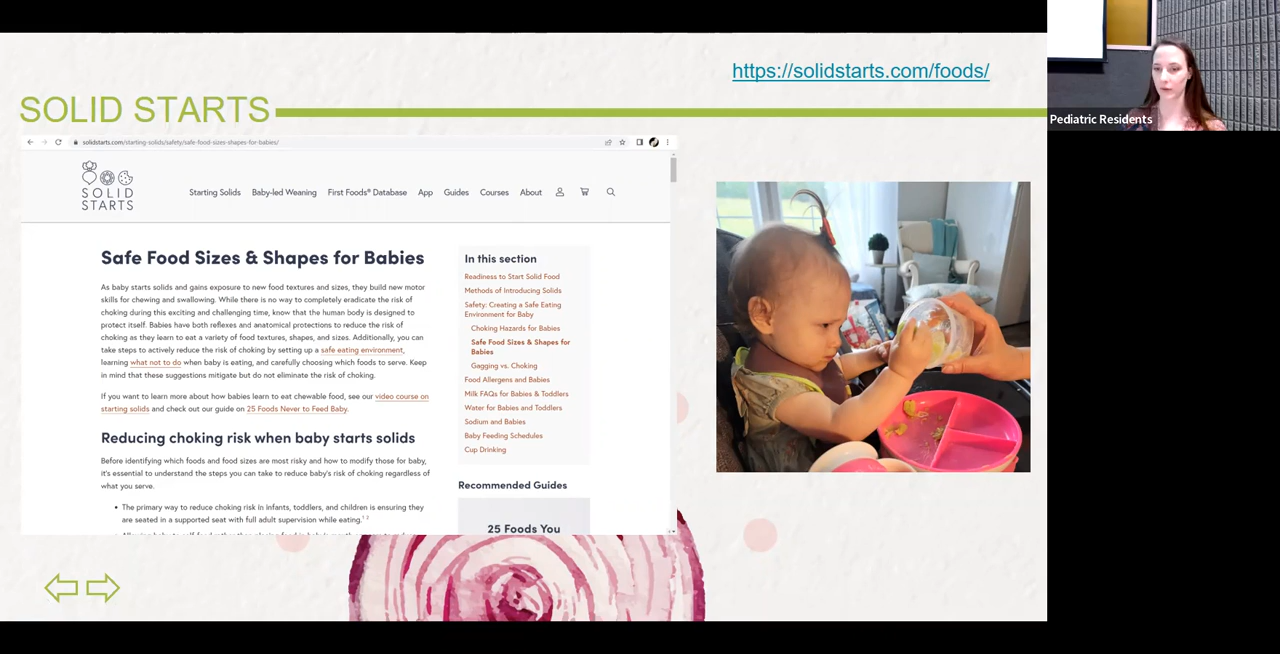 https://solidstarts.com/foods/
SOLID STARTS
solidstarts.com/starting-solids/safety/safe-food-sizes-shapes-for-babies/
SOLID
STARTS
Starting Solids Baby-led Weaning First Foods® Database App Guides Courses About
Safe Food Sizes & Shapes for Babies
As baby starts solids and gains exposure to new food textures and sizes, they build new motor
skills for chewing and swallowing. While there is no way to completely eradicate the risk of
choking during this exciting and challenging time, know that the human body is designed to
protect itself. Babies have both reflexes and anatomical protections to reduce the risk of
choking as they learn to eat a variety of food textures, shapes, and sizes. Additionally, you can
take steps to actively reduce the risk of choking by setting up a safe eating environment,
learning what not to do when baby is eating, and carefully choosing which foods to serve. Keep
in mind that these suggestions mitigate but do not eliminate the risk of choking.
If you want to learn more about how babies learn to eat chewable food, see our video course on
starting solids and check out our guide on 25 Foods Never to Feed Baby.
Reducing choking risk when baby starts solids
Before identifying which foods and food sizes are most risky and how to modify those for baby,
it's essential to understand the steps you can take to reduce baby's risk of choking regardless of
what you serve.
• The primary way to reduce choking risk in infants, toddlers, and children is ensuring they
are seated in a supported seat with full adult supervision while eating.1 2
In this section
Readiness to Start Solid Food
Methods of Introducing Solids
Safety: Creating a Safe Eating
Environment for Baby
Choking Hazards for Babies
Safe Food Sizes & Shapes for
Babies
Gagging vs. Choking
Food Allergens and Babies
Milk FAQs for Babies & Toddlers
Water for Babies and Toddlers
Sodium and Babies
Baby Feeding Schedules
Cup Drinking
Recommended Guides
25 Foods You
Pediatric Residents